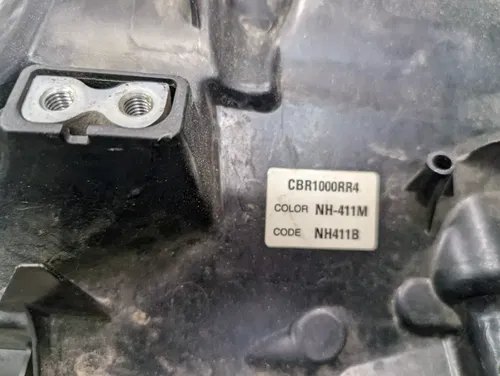 CBR1000RR4
COLOR NH-411M
CODE NH411B